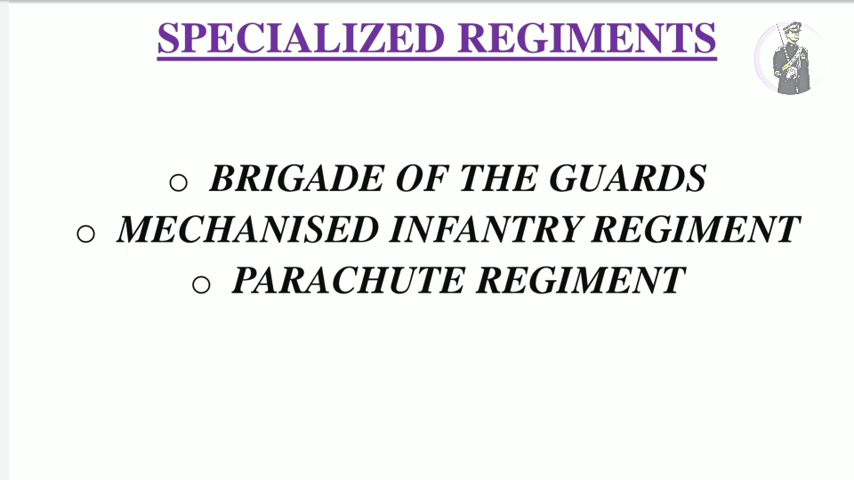 SPECIALIZED REGIMENTS
○ BRIGADE OF THE GUARDS
○ MECHANISED INFANTRY REGIMENT
○ PARACHUTE REGIMENT